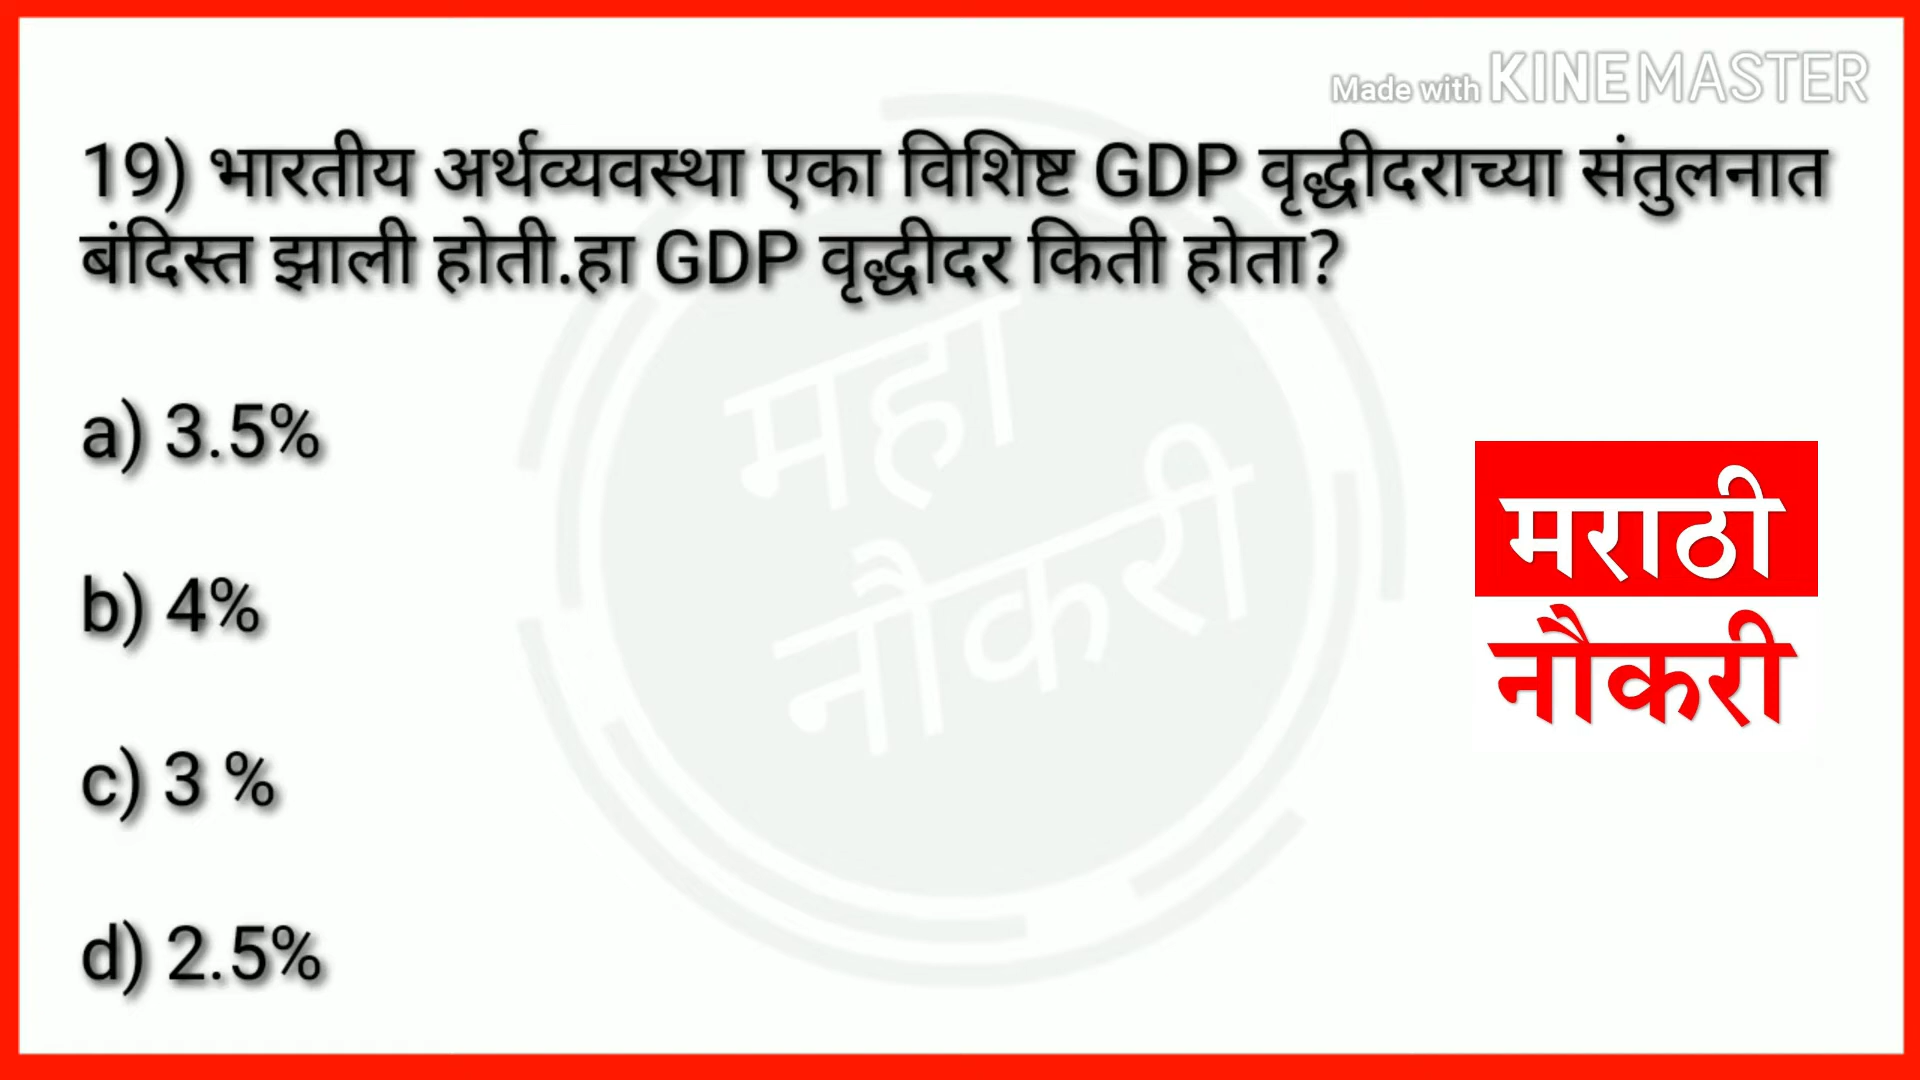 Made with KINEMASTER
19) भारतीय अर्थव्यवस्था एका विशिष्ट GDP वृद्धीदराच्या संतुलनात
बंदिस्त झाली होती.हा GDP वृद्धीदर किती होता?
महा
नौकरी
a) 3.5%
b) 4%
c) 3 %
d) 2.5%
मराठी
नौकरी